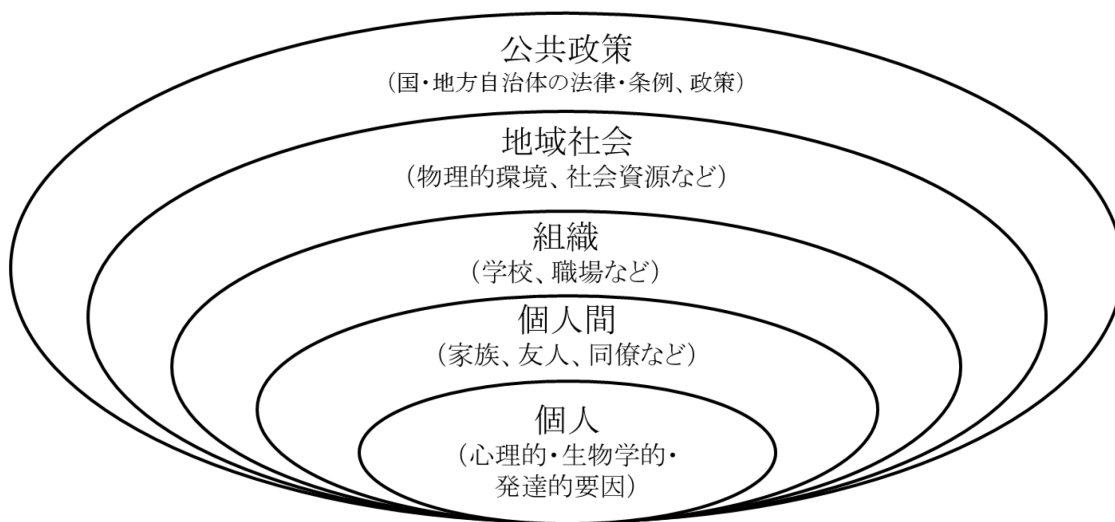 公共政策
（国・地方自治体の法律・条例、政策）
地域社会
（物理的環境、社会資源など）
組織
（学校、職場など）
個人間
（家族、友人、同僚など）
個人
（心理的・生物学的・
発達的要因）